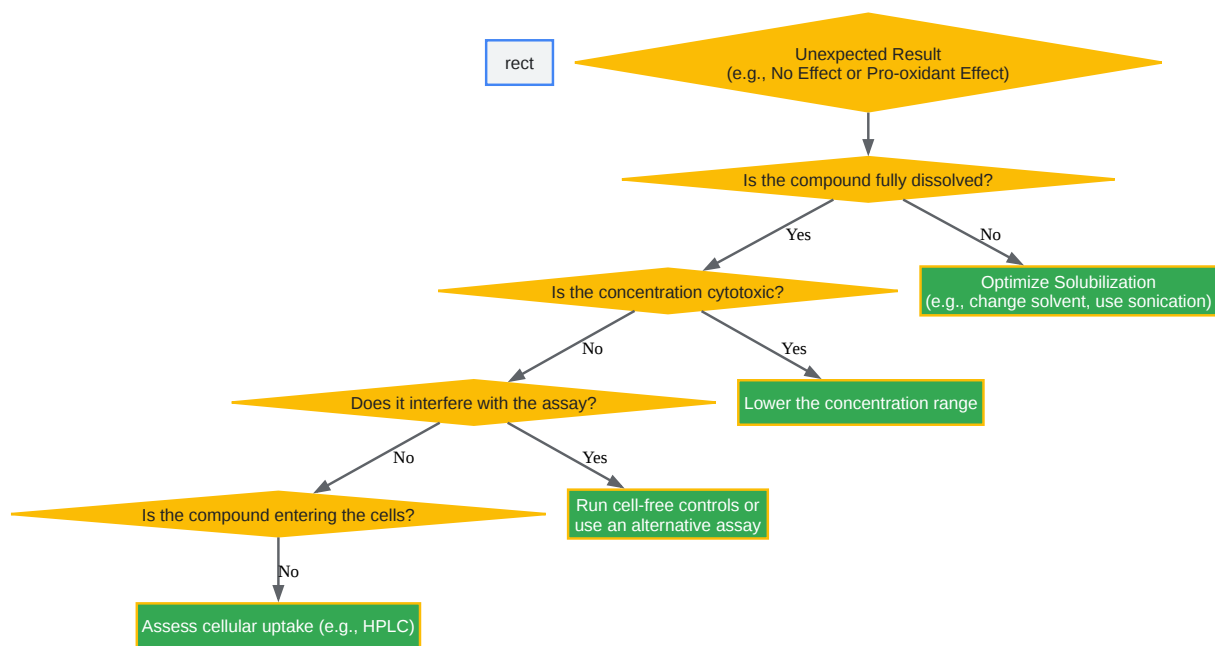 rect
Unexpected Result
(e.g., No Effect or Pro-oxidant Effect)
Is the compound fully dissolved?
Yes
No
Is the concentration cytotoxic?
Optimize Solubilization
(e.g., change solvent, use sonication)
No
Yes
Does it interfere with the assay?
Lower the concentration range
No
Yes
Is the compound entering the cells?
Run cell-free controls or
use an alternative assay
No
Assess cellular uptake (e.g., HPLC)